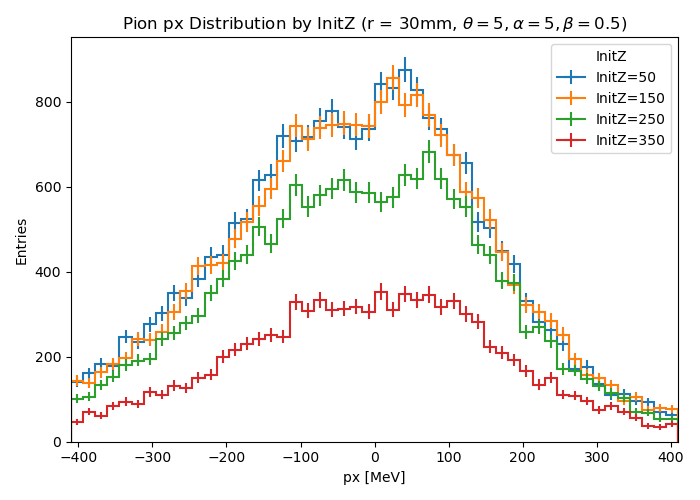 Pion px Distribution by InitZ (r = 30mm, θ = 5, α = 5, β = 0.5)
InitZ
InitZ=50
InitZ=150
InitZ=250
InitZ=350
Entries
800
600
400
200
0
−400
−300
−200
−100
0
100
200
300
400
px [MeV]